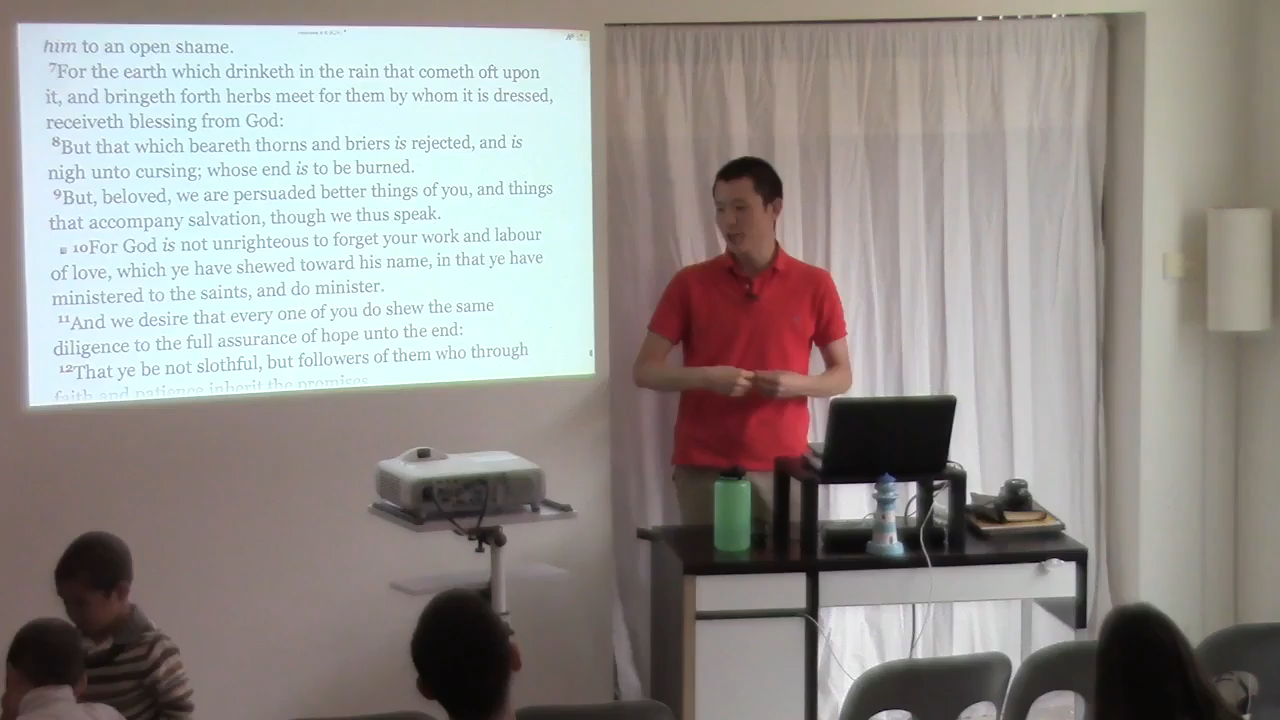 him to an open shame.
⁷For the earth which drinketh in the rain that cometh oft upon
it, and bringeth forth herbs meet for them by whom it is dressed,
receiveth blessing from God:
⁸But that which beareth thorns and briers is rejected, and is
nigh unto cursing; whose end is to be burned.
⁹But, beloved, we are persuaded better things of you, and things
that accompany salvation, though we thus speak.
¹⁰For God is not unrighteous to forget your work and labour
of love, which ye have shewed toward his name, in that ye have
ministered to the saints, and do minister.
¹¹And we desire that every one of you do shew the same
diligence to the full assurance of hope unto the end:
¹²That ye be not slothful, but followers of them who through
faith and patience inherit the promises